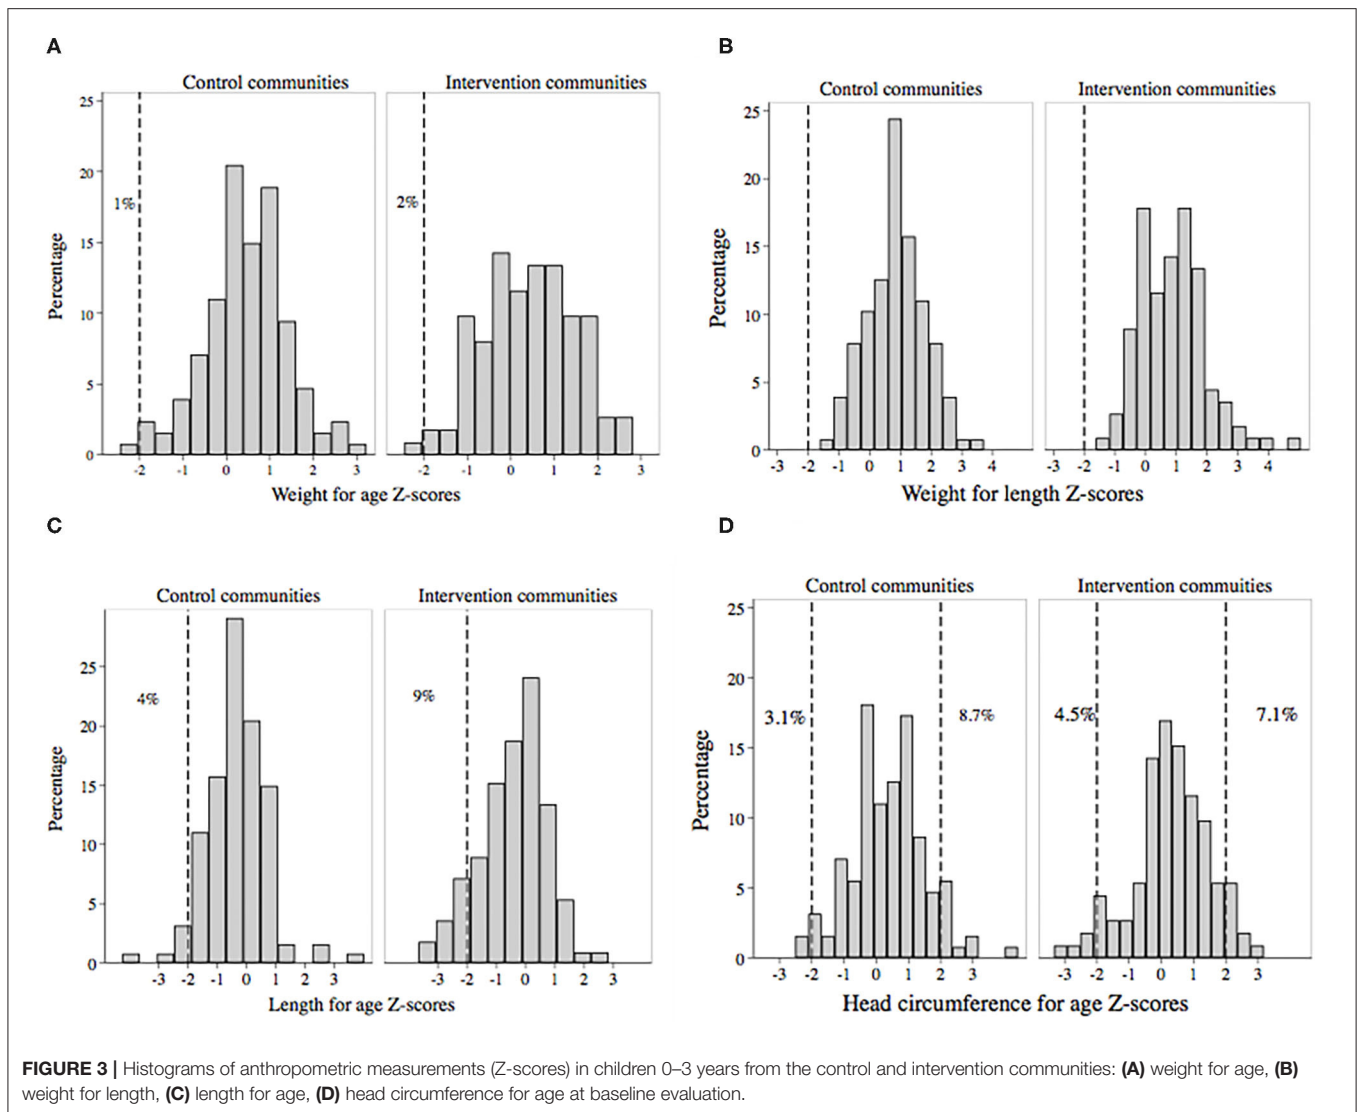 A
Control communities
Intervention communities
25
20
15
10
5
0
Percentage
1%
2%
-2 -1 0 1 2 3
-2 -1 0 1 2 3
Weight for age Z-scores
B
Control communities
Intervention communities
25
20
15
10
5
0
Percentage
-3 -2 -1 0 1 2 3 4
-3 -2 -1 0 1 2 3 4
Weight for length Z-scores
C
Control communities
Intervention communities
25
20
15
10
5
0
Percentage
4%
9%
-3 -2 -1 0 1 2 3
-3 -2 -1 0 1 2 3
Length for age Z-scores
D
Control communities
Intervention commuities
25
20
15
10
5
0
Percentage
3.1%
8.7%
4.5%
7.1%
-3 -2 -1 0 1 2 3
-3 -2 -1 0 1 2 3
Head circumference for age Z-scores
FIGURE 3 | Histograms of anthropometric measurements (Z-scores) in children 0–3 years from the control and intervention communities: (A) weight for age, (B)
weight for length, (C) length for age, (D) head circumference for age at baseline evaluation.